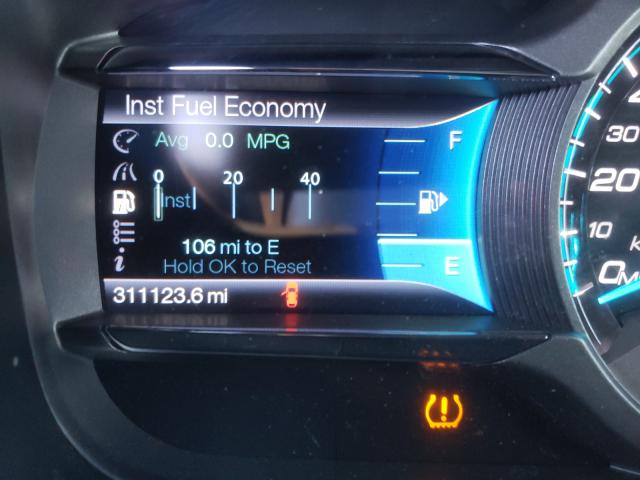 Inst Fuel Economy
Avg 0.0 MPG
F
0 20 40
Inst
106 mi to E
Hold OK to Reset
E
311123.6 mi
30
20
10
0